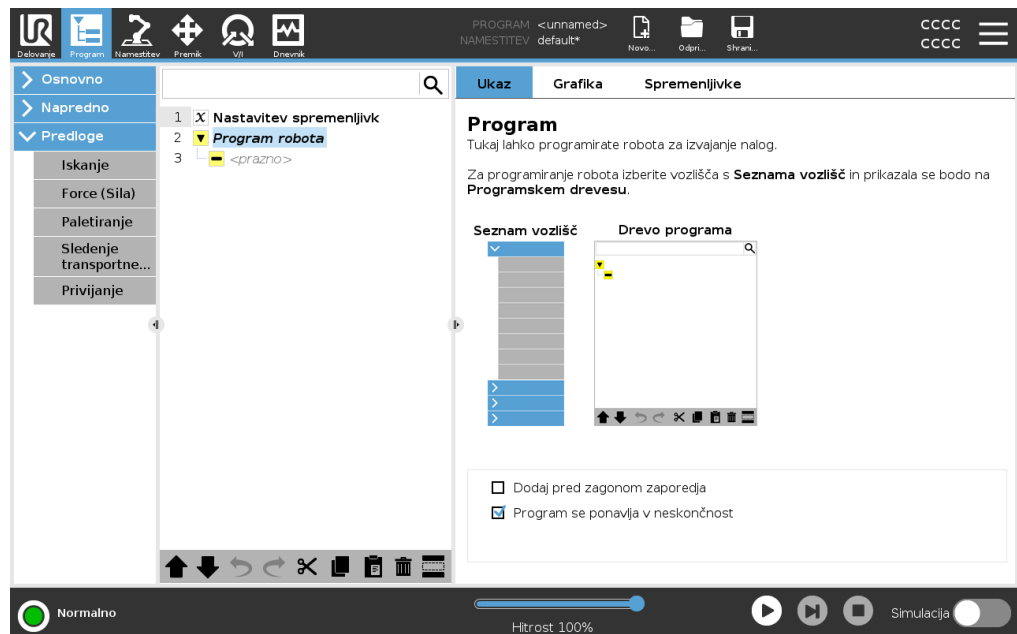 PROGRAM <unnamed>
NAMESTITEV default*
Delovanje Program Namestitev Premik V/I Dnevnik
Novo... Odpri... Shrani...
CCCC
CCCC
Osnovno
Napredno
Predloge
Iskanje
Force (Sila)
Paletiranje
Sledenje
transportne...
Privijanje
1 X Nastavitev spremenljivk
2 Program robota
3 <prazno>
Ukaz Grafika Spremenljivke
Program
Tukaj lahko programirate robota za izvajanje nalog.
Za programiranje robota izberite vozlišča s Seznama vozlišč in prikazala se bodo na
Programskem drevesu.
Seznam vozlišč Drevo programa
Dodaj pred zagonom zaporedja
Program se ponavlja v neskončnost
Normalno
Hitrost 100%
Simulacija